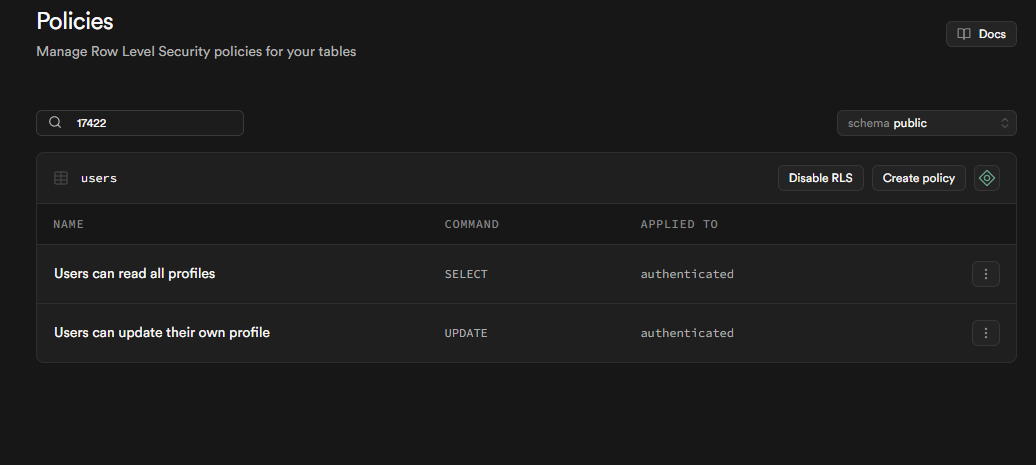 Policies
Manage Row Level Security policies for your tables
Docs
17422
schema public
users
Disable RLS
Create policy
NAME COMMAND APPLIED TO
Users can read all profiles SELECT authenticated
Users can update their own profile UPDATE authenticated